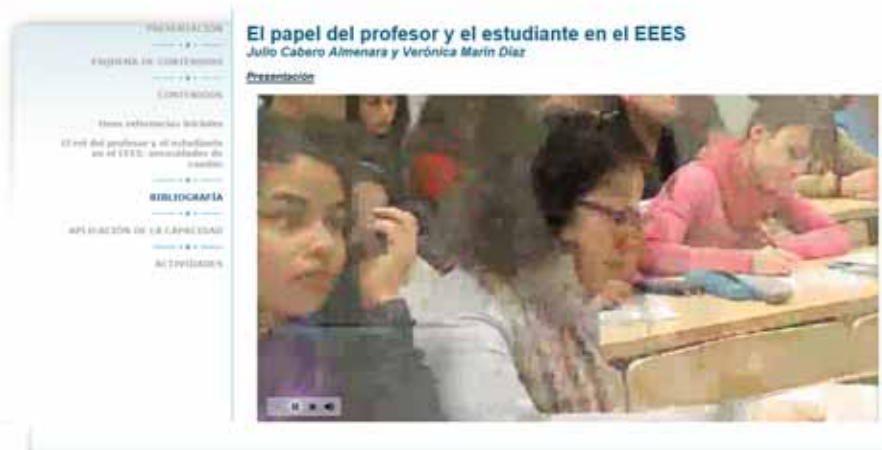 PRESENTACIÓN
ESQUEMA DE CONTENIDOS
CONTENIDOS
Unas referencias iniciales
El rol del profesor y el estudiante
en el EEES: necesidades de
cambio
BIBLIOGRAFÍA
APLICACIÓN DE LA CAPACIDAD
ACTIVIDADES
El papel del profesor y el estudiante en el EEES
Julio Cabero Almenara y Verónica Marín Díaz
Presentación